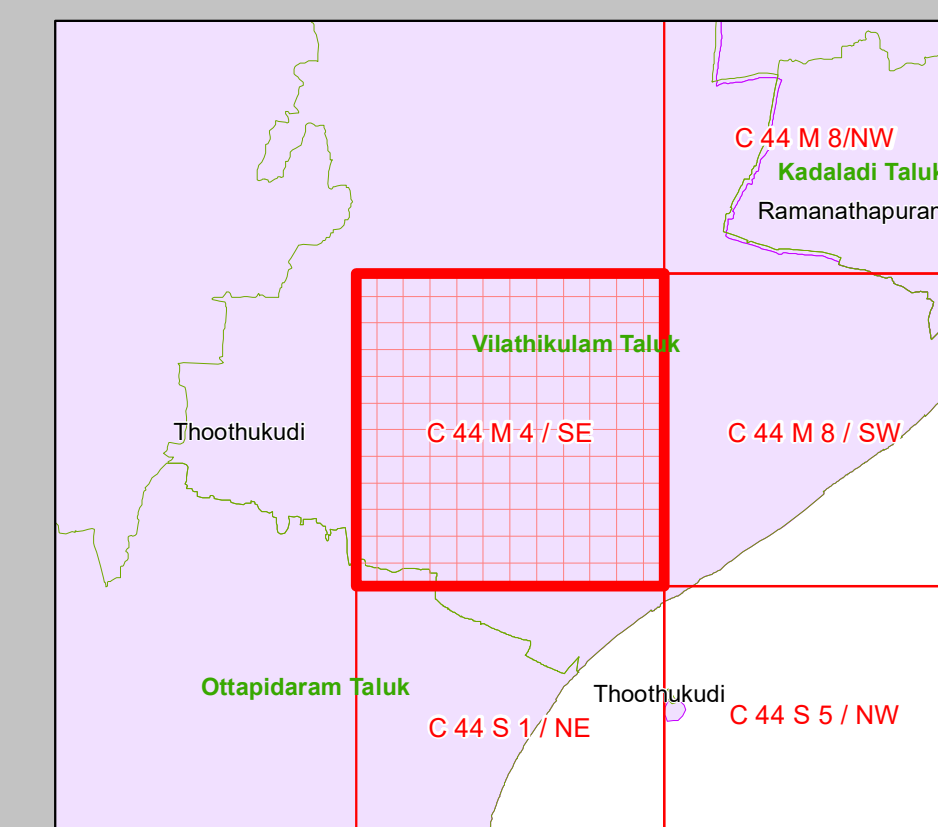 C 44 M 8/NW
Kadaladi Taluk
Ramanathapuram
Vilathikulam Taluk
Thoothukudi
C 44 M 4 / SE
C 44 M 8 / SW
Ottapidaram Taluk
Thoothukudi
C 44 S 1 / NE
C 44 S 5 / NW